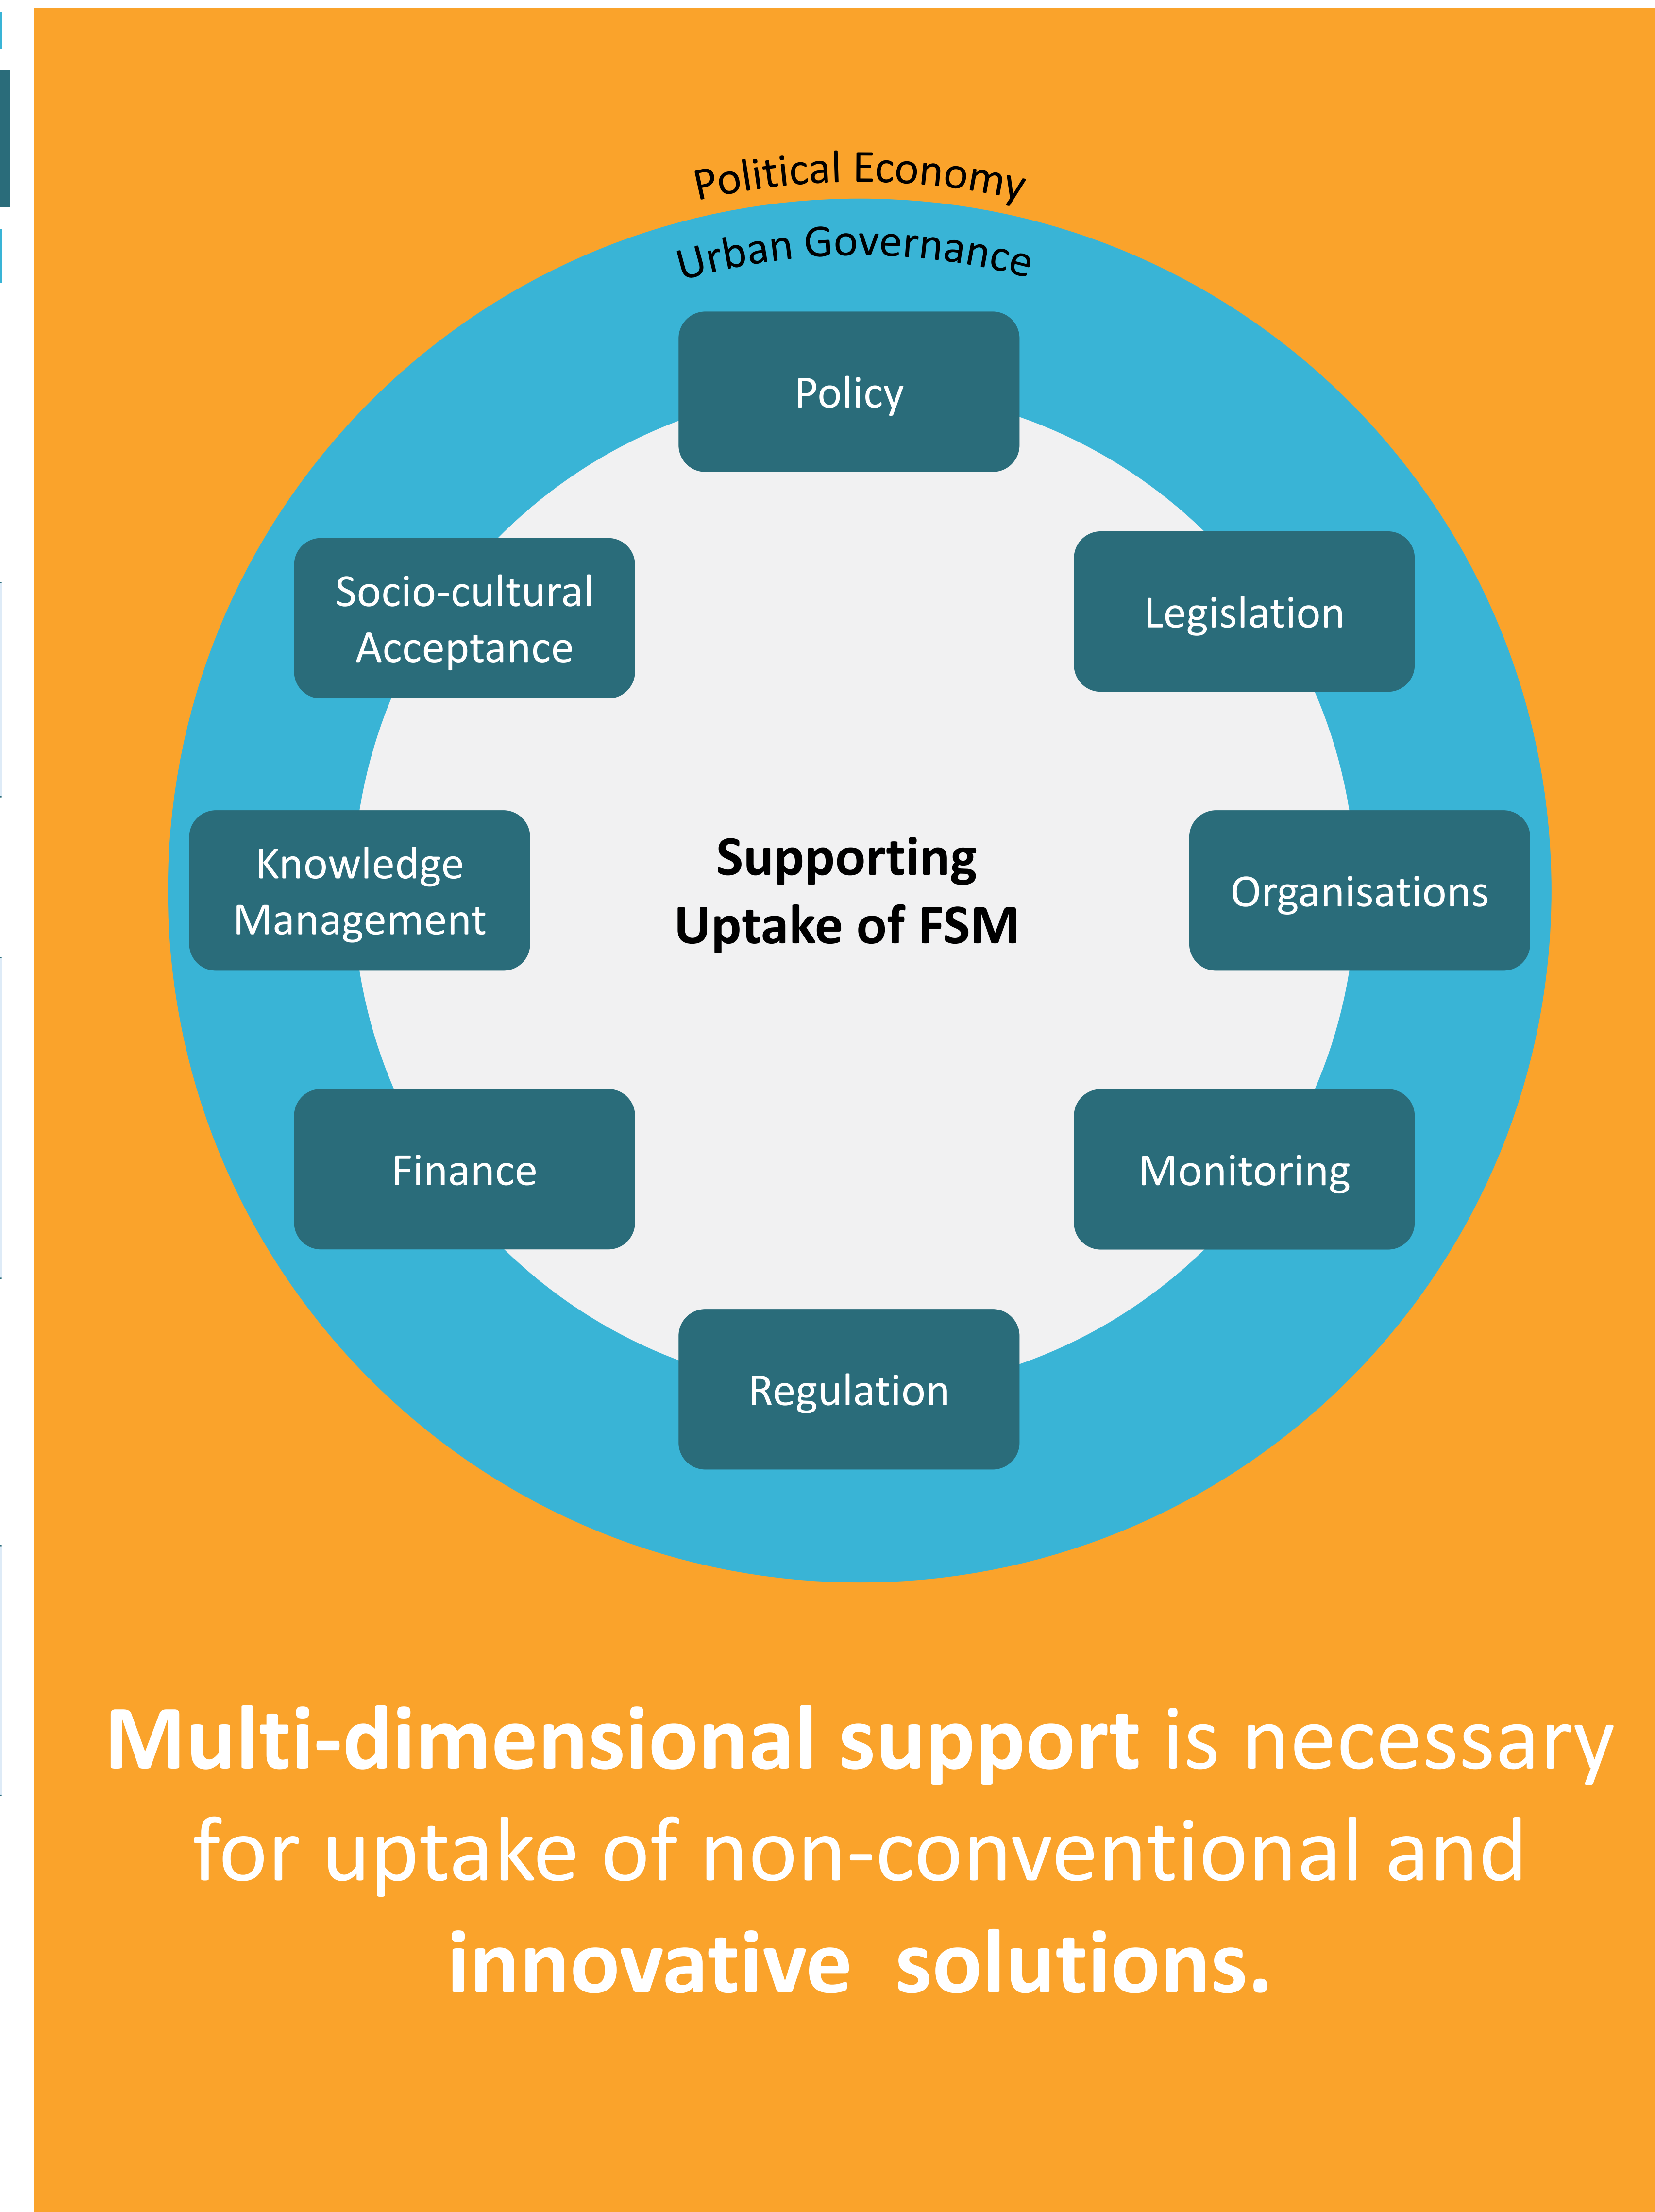 Political Economy
Urban Governance
Policy
Socio-cultural
Acceptance
Legislation
Knowledge
Management
Supporting
Uptake of FSM
Organisations
Finance
Monitoring
Regulation
Multi-dimensional support is necessary
for uptake of non-conventional and
innovative  solutions.